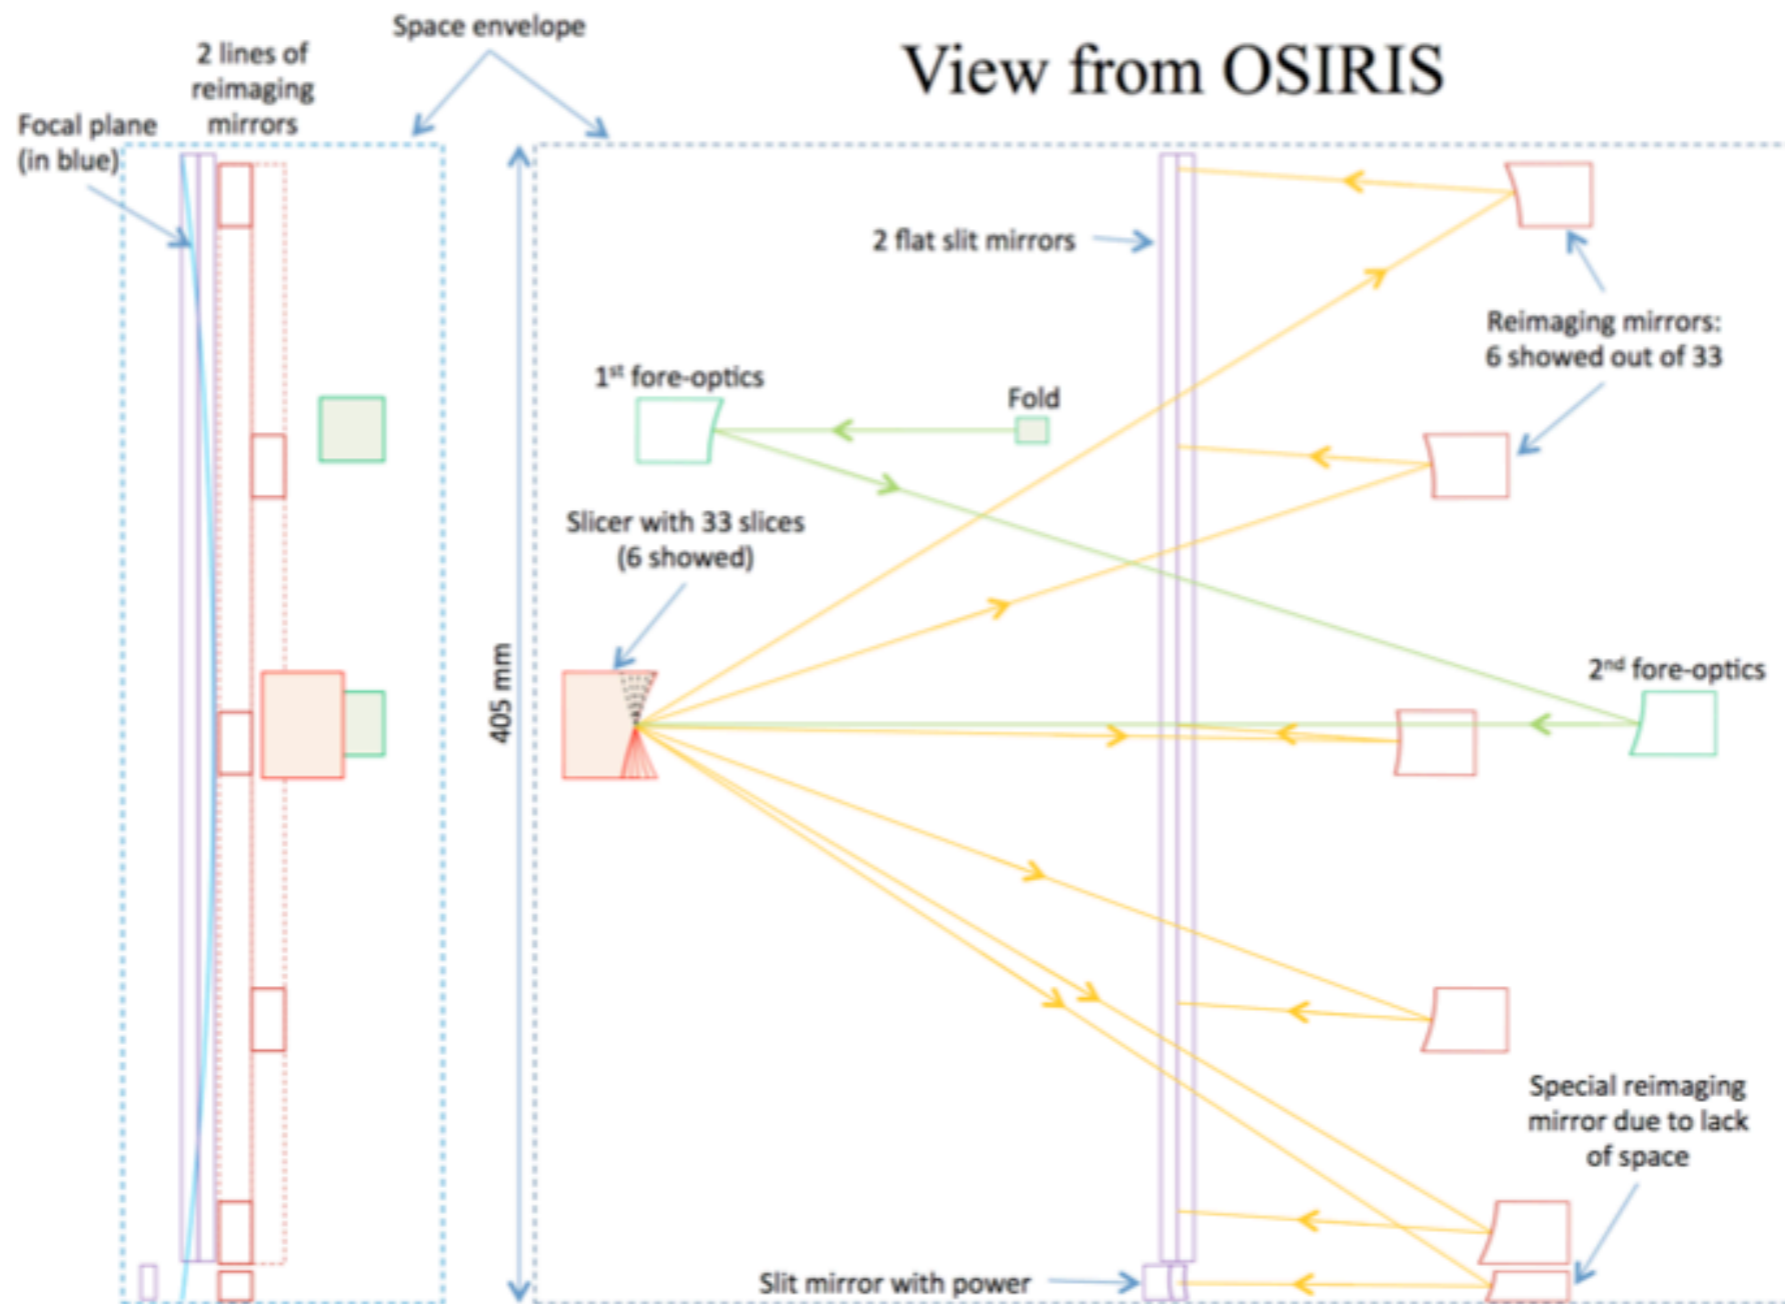 View from OSIRIS
Space envelope
2 lines of
reimaging
mirrors
Focal plane
(in blue)
2 flat slit mirrors
Reimaging mirrors:
6 showed out of 33
1st fore-optics
Fold
Slicer with 33 slices
(6 showed)
405 mm
2nd fore-optics
Special reimaging
mirror due to lack
of space
Slit mirror with power